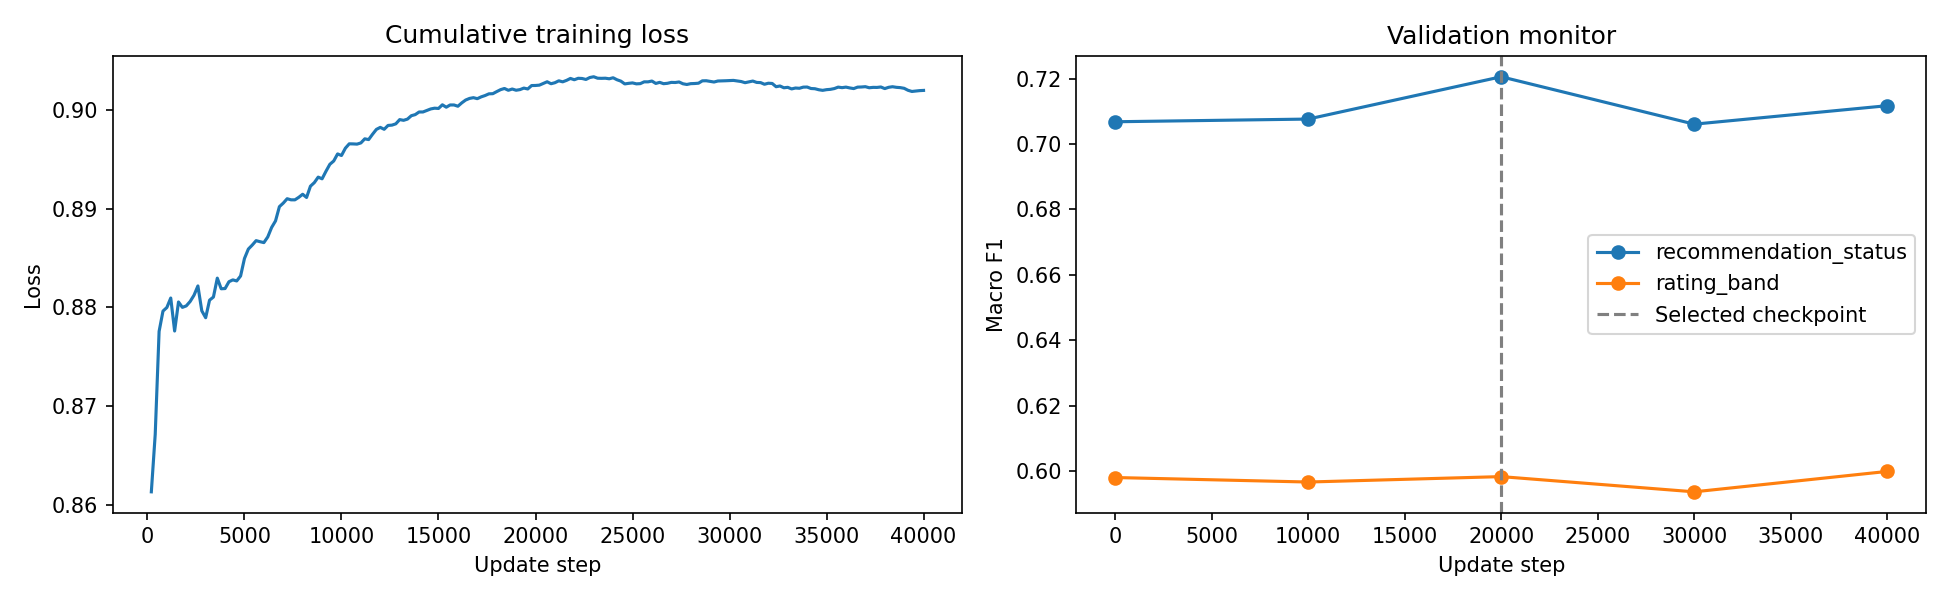 Cumulative training loss
Loss
0.90
0.89
0.88
0.87
0.86
0 5000 10000 15000 20000 25000 30000 35000 40000
Update step
Validation monitor
Macro F1
0.72
0.70
0.68
0.66
0.64
0.62
0.60
recommendation_status
rating_band
Selected checkpoint
0 5000 10000 15000 20000 25000 30000 35000 40000
Update step